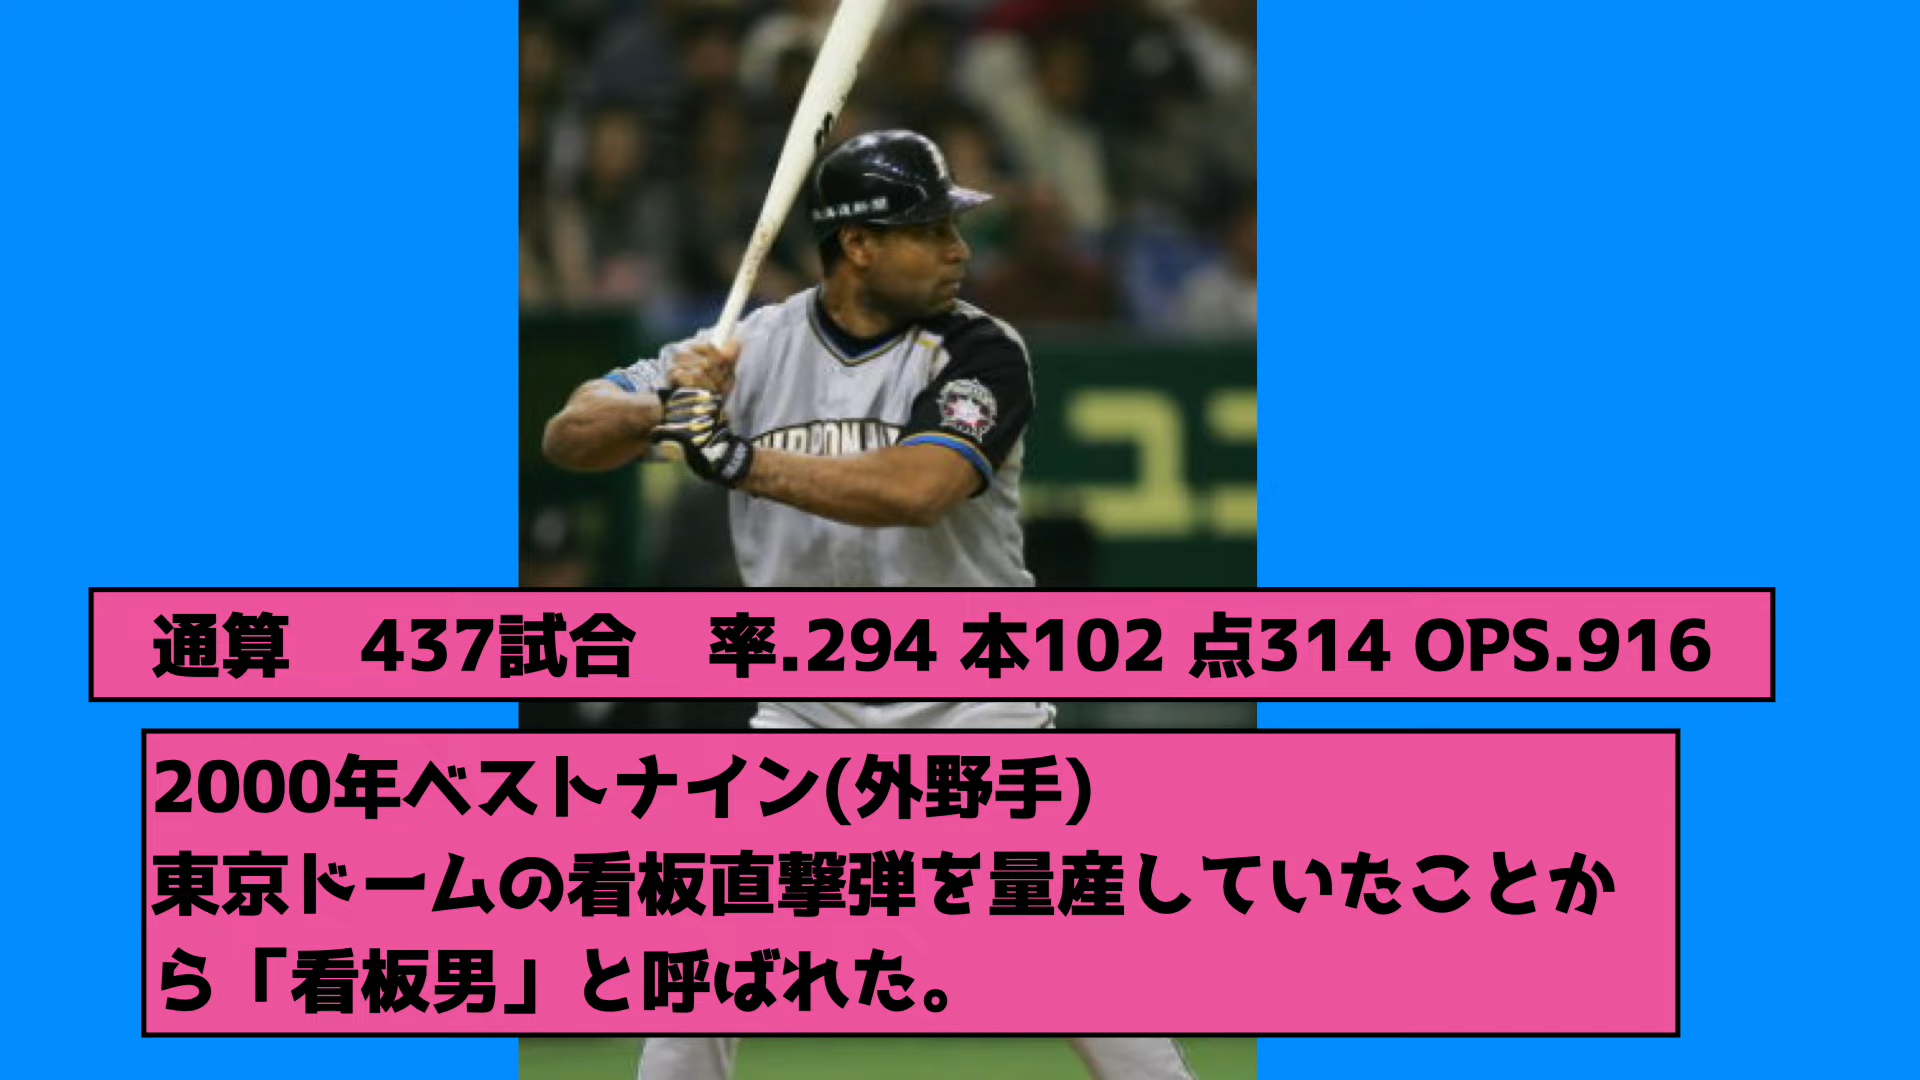 通算　437試合　率.294 本102 点314 OPS.916
2000年ベストナイン(外野手)
東京ドームの看板直撃弾を量産していたことか
ら「看板男」と呼ばれた。